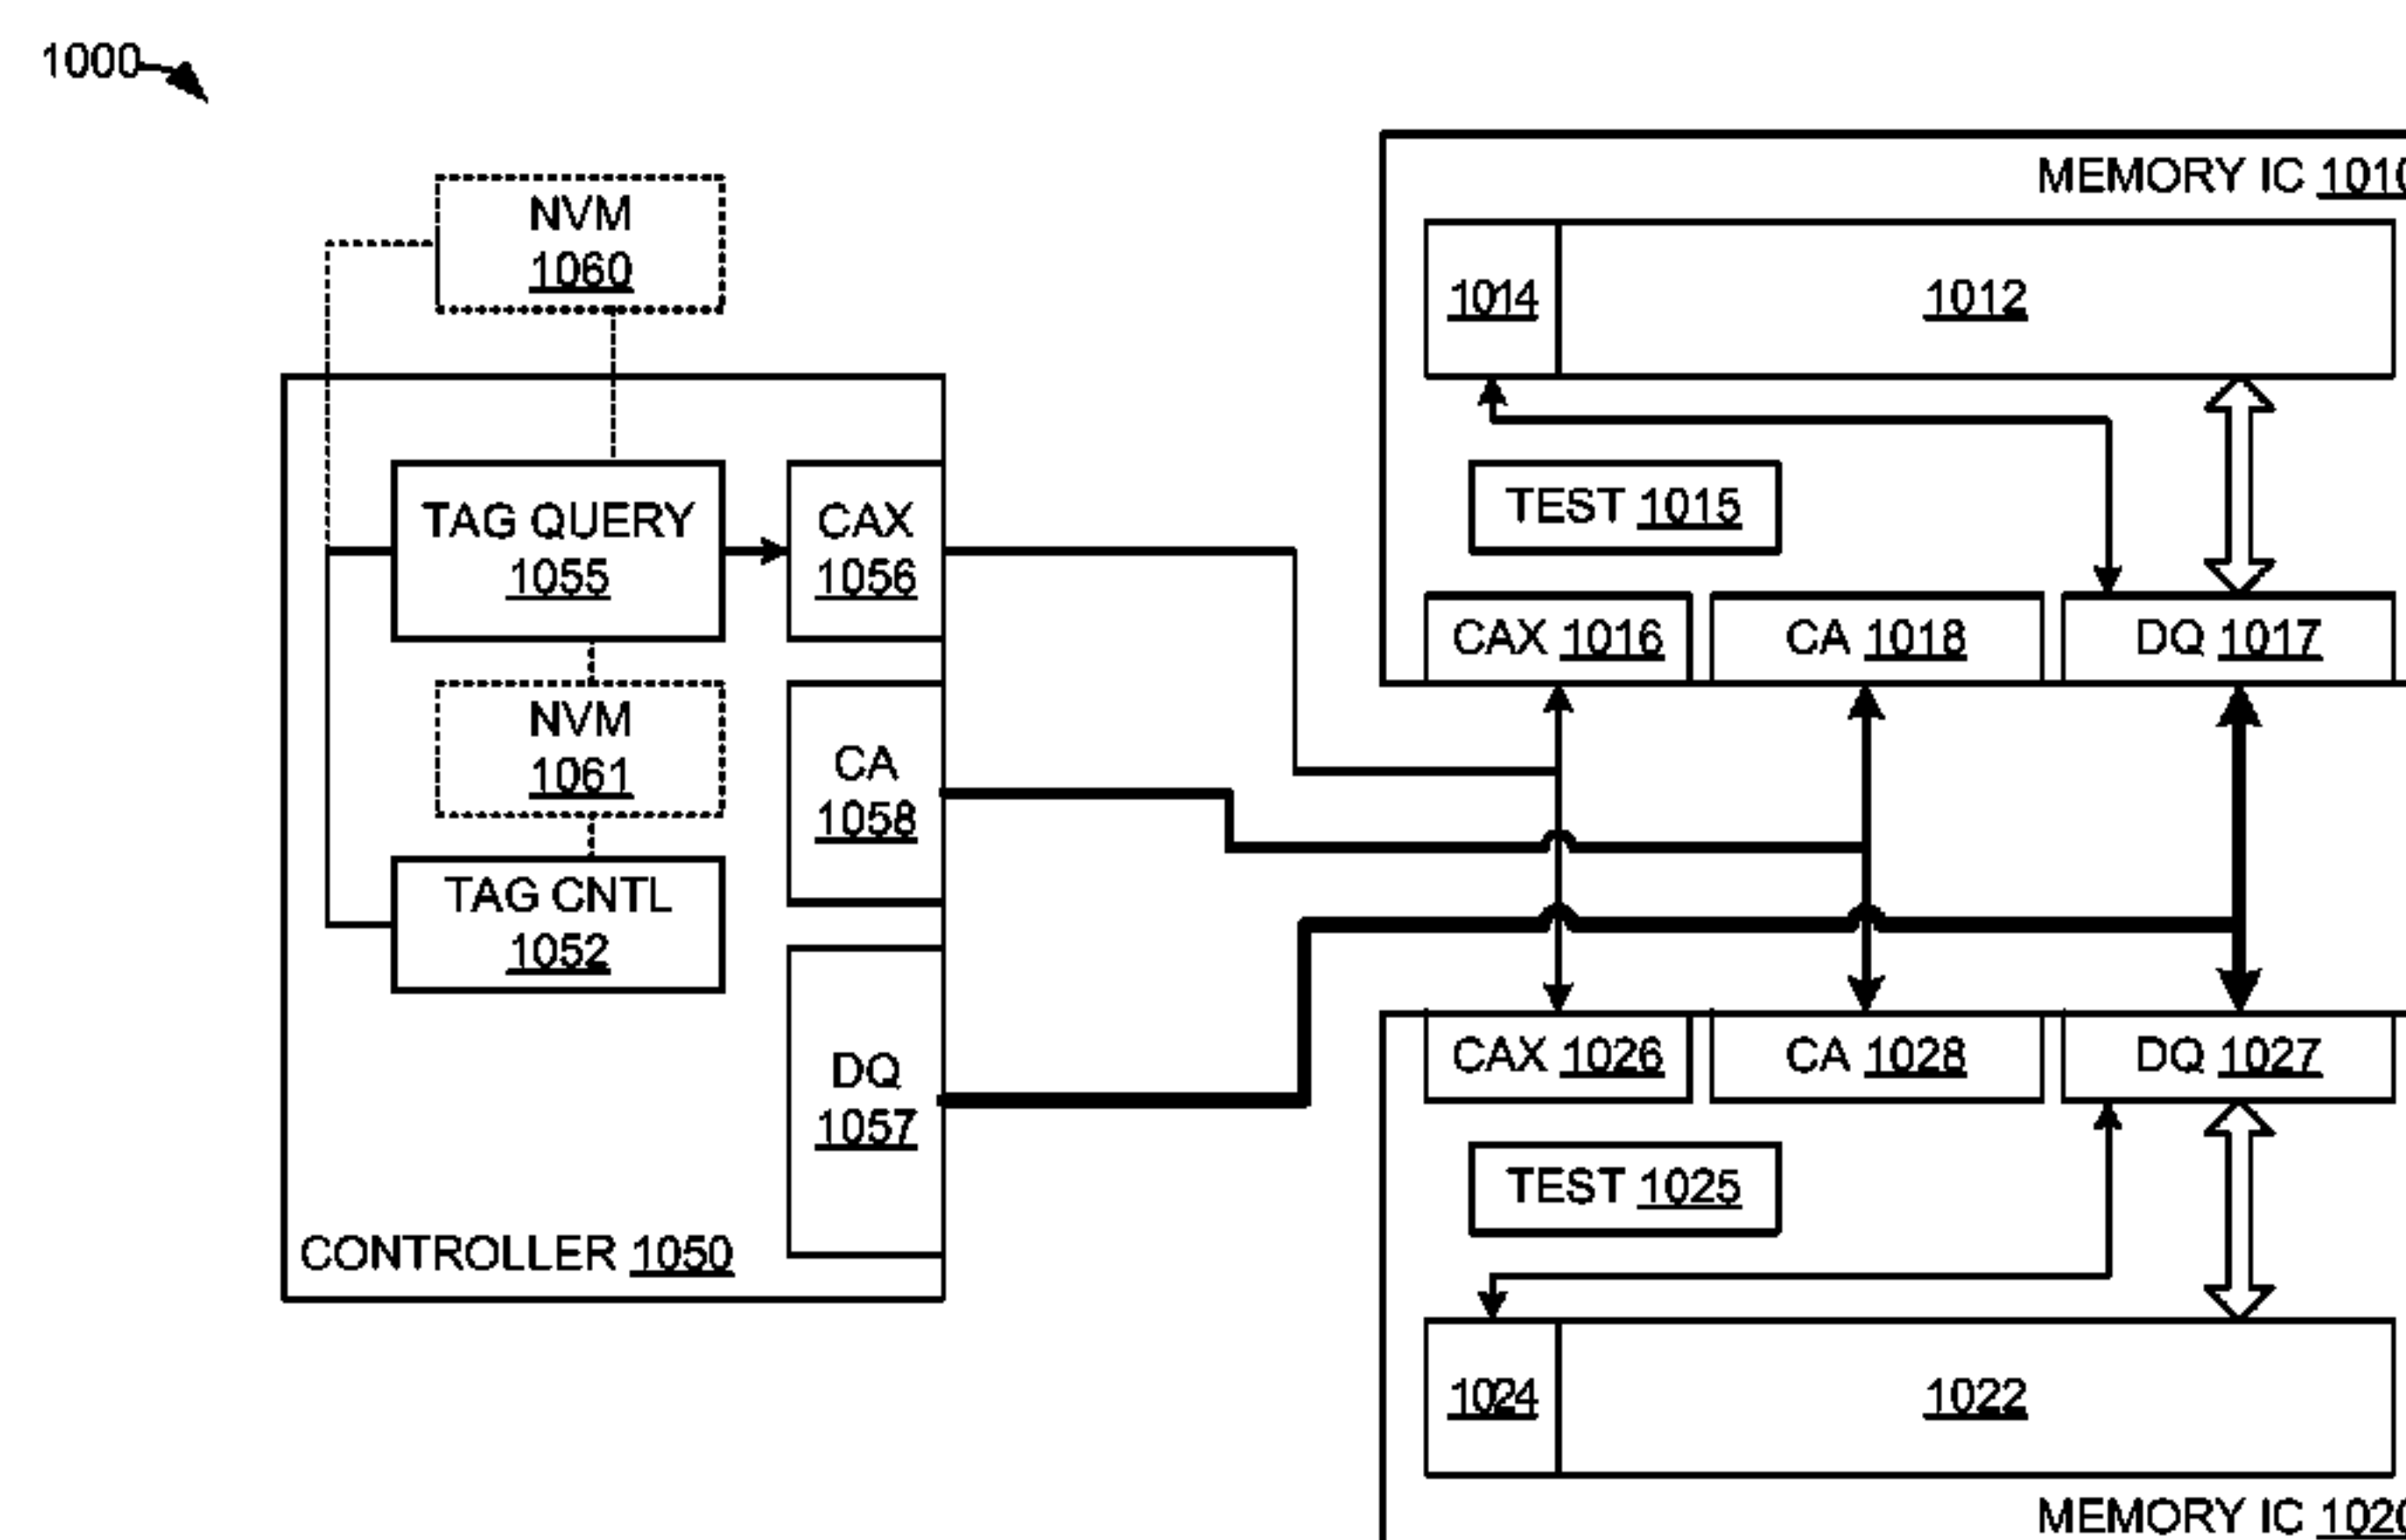 1000
NVM
1060
TAG QUERY
1055
CAX
1056
NVM
1061
CA
1058
TAG CNTL
1052
DQ
1057
CONTROLLER 1050
MEMORY IC 1010
1014
1012
TEST 1015
CAX 1016
CA 1018
DQ 1017
CAX 1026
CA 1028
DQ 1027
TEST 1025
1024
1022
MEMORY IC 1020